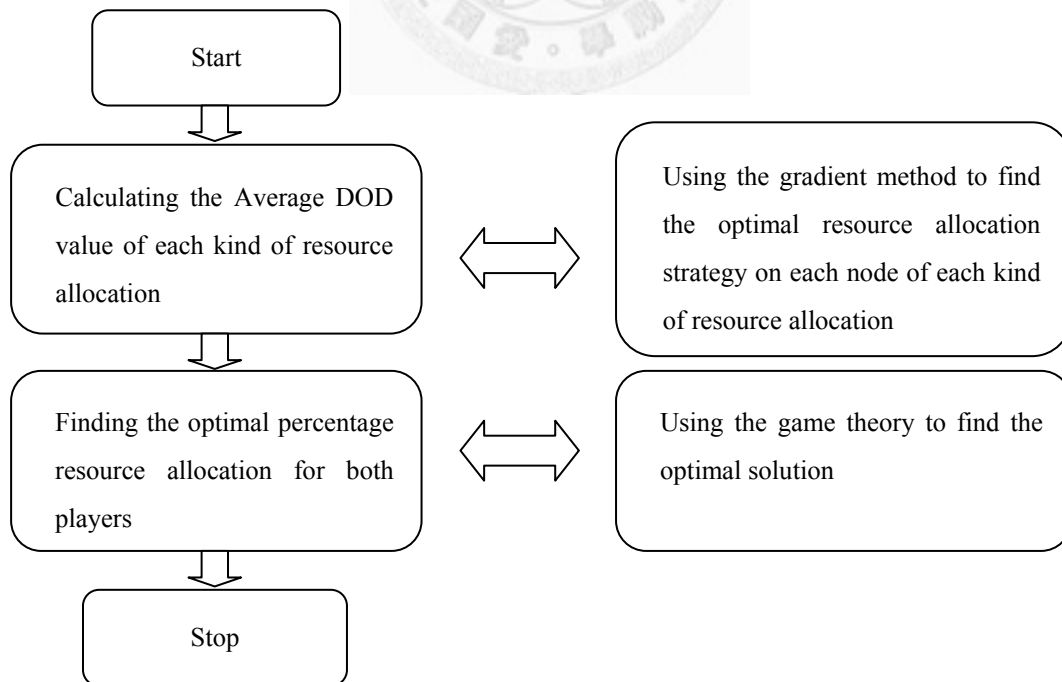 Start
Calculating the Average DOD
value of each kind of resource
allocation
Using the gradient method to find
the optimal resource allocation
strategy on each node of each kind
of resource allocation
Finding the optimal percentage
resource allocation for both
players
Using the game theory to find the
optimal solution
Stop